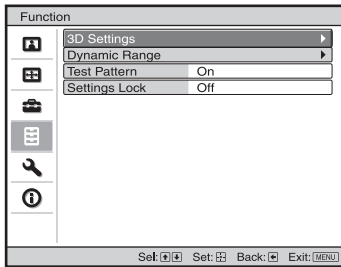 Function
3D Settings
Dynamic Range
Test Pattern On
Settings Lock Off
Sel: Set: Back: Exit: MENU